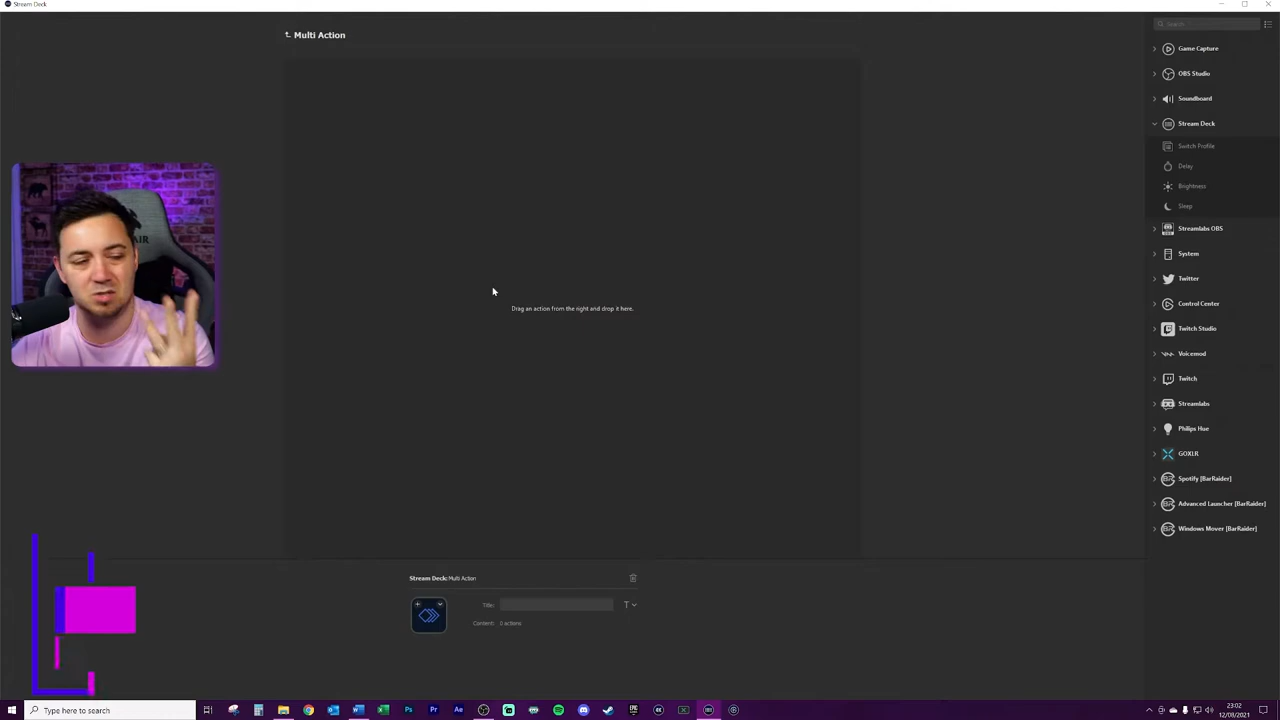 Stream Deck
Multi Action
Search
Game Capture
OBS Studio
Soundboard
Stream Deck
Switch Profile
Delay
Brightness
Sleep
Streamlabs OBS
System
Twitter
Control Center
Twitch Studio
Voicemod
Twitch
Streamlabs
Philips Hue
GOXLR
Spotify [BarRaider]
Advanced Launcher [BarRaider]
Windows Mover [BarRaider]
Drag an action from the right and drop it here.
Stream Deck: Multi Action
Title:
T
Content: 0 actions
Type here to search
23:02
12/08/2021